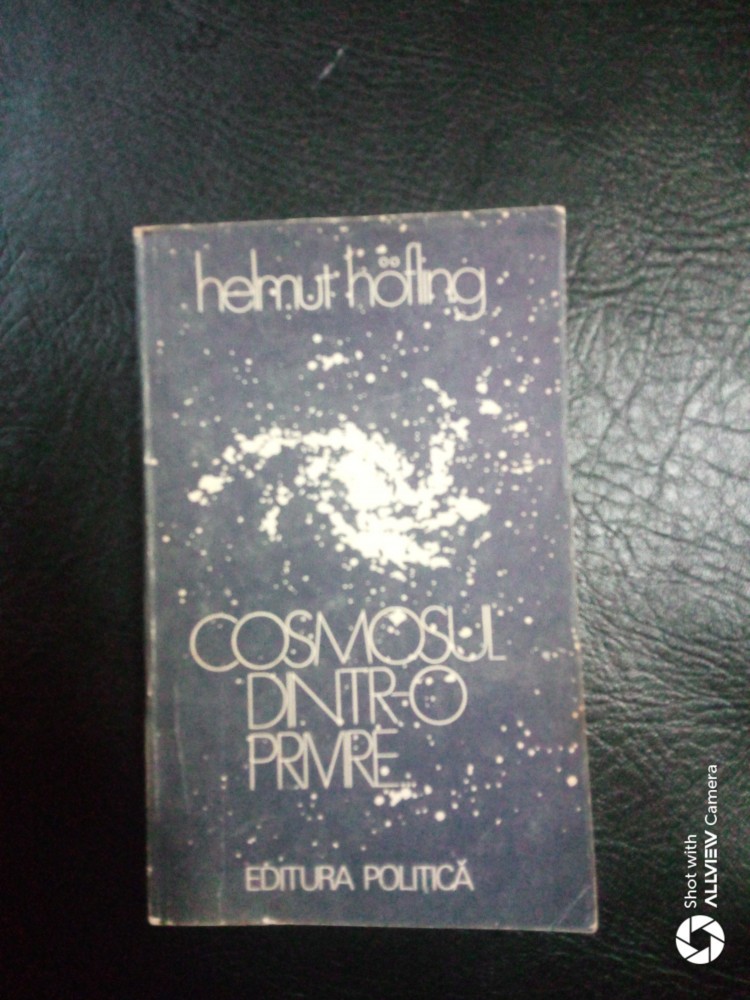 helmut höfling
COSMOSUL
DINTR-O
PRIVIRE
EDITURA POLITICĂ
Shot with
ALLVIEW Camera